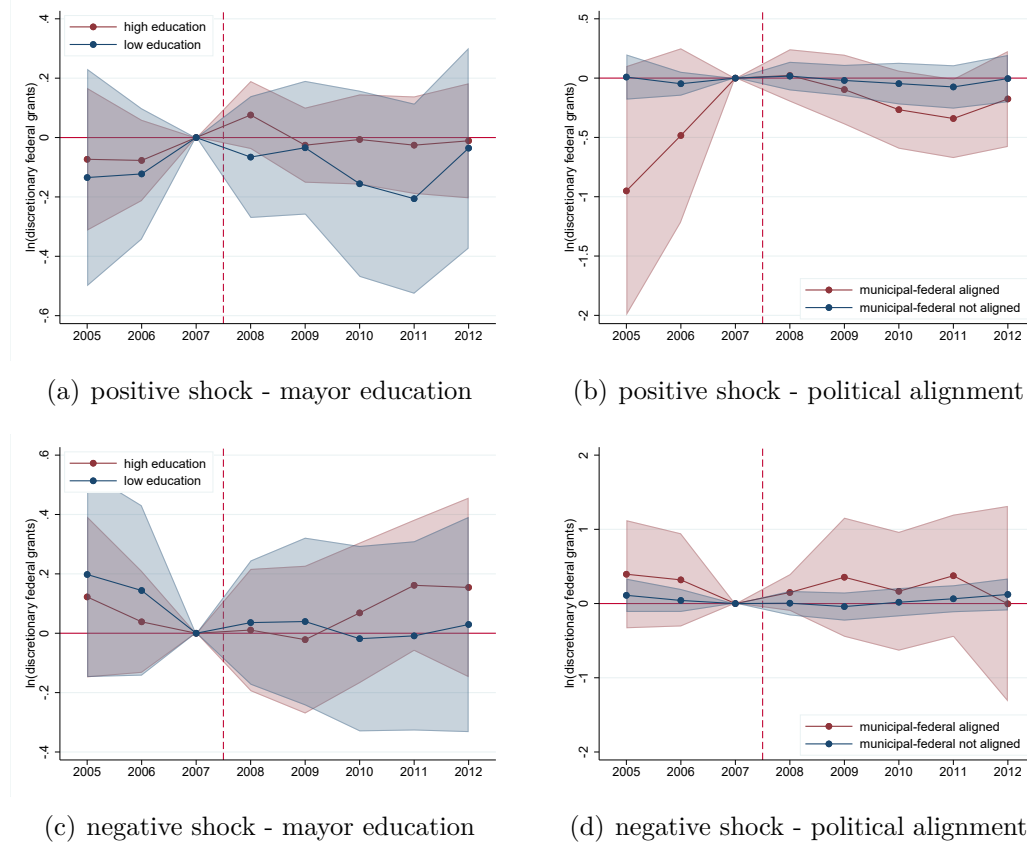 .4
.2
0
-.2
-.4
-.6
ln(discretionary federal grants)
high education
low education
2005 2006 2007 2008 2009 2010 2011 2012
(a) positive shock - mayor education
.5
0
-.5
-1
-1.5
-2
ln(discretionary federal grants)
municipal-federal aligned
municipal-federal not aligned
2005 2006 2007 2008 2009 2010 2011 2012
(b) positive shock - political alignment
.6
.4
.2
0
-.2
-.4
ln(discretionary federal grants)
high education
low education
2005 2006 2007 2008 2009 2010 2011 2012
(c) negative shock - mayor education
2
1
0
-1
-2
ln(discretionary federal grants)
municipal-federal aligned
municipal-federal not aligned
2005 2006 2007 2008 2009 2010 2011 2012
(d) negative shock - political alignment